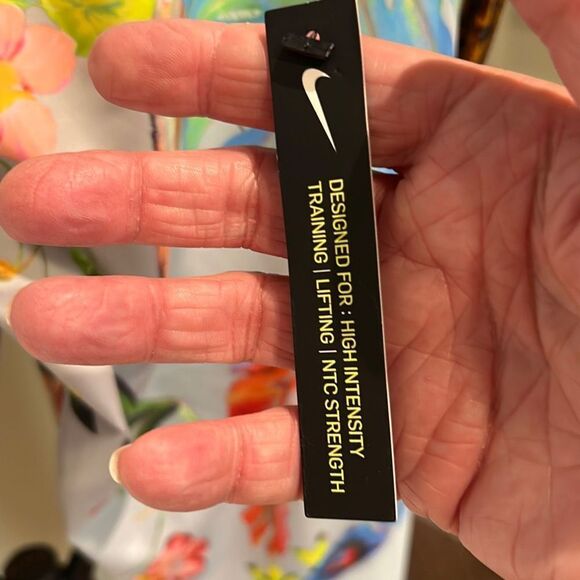 DESIGNED FOR : HIGH INTENSITY
TRAINING | LIFTING | NTC STRENGTH